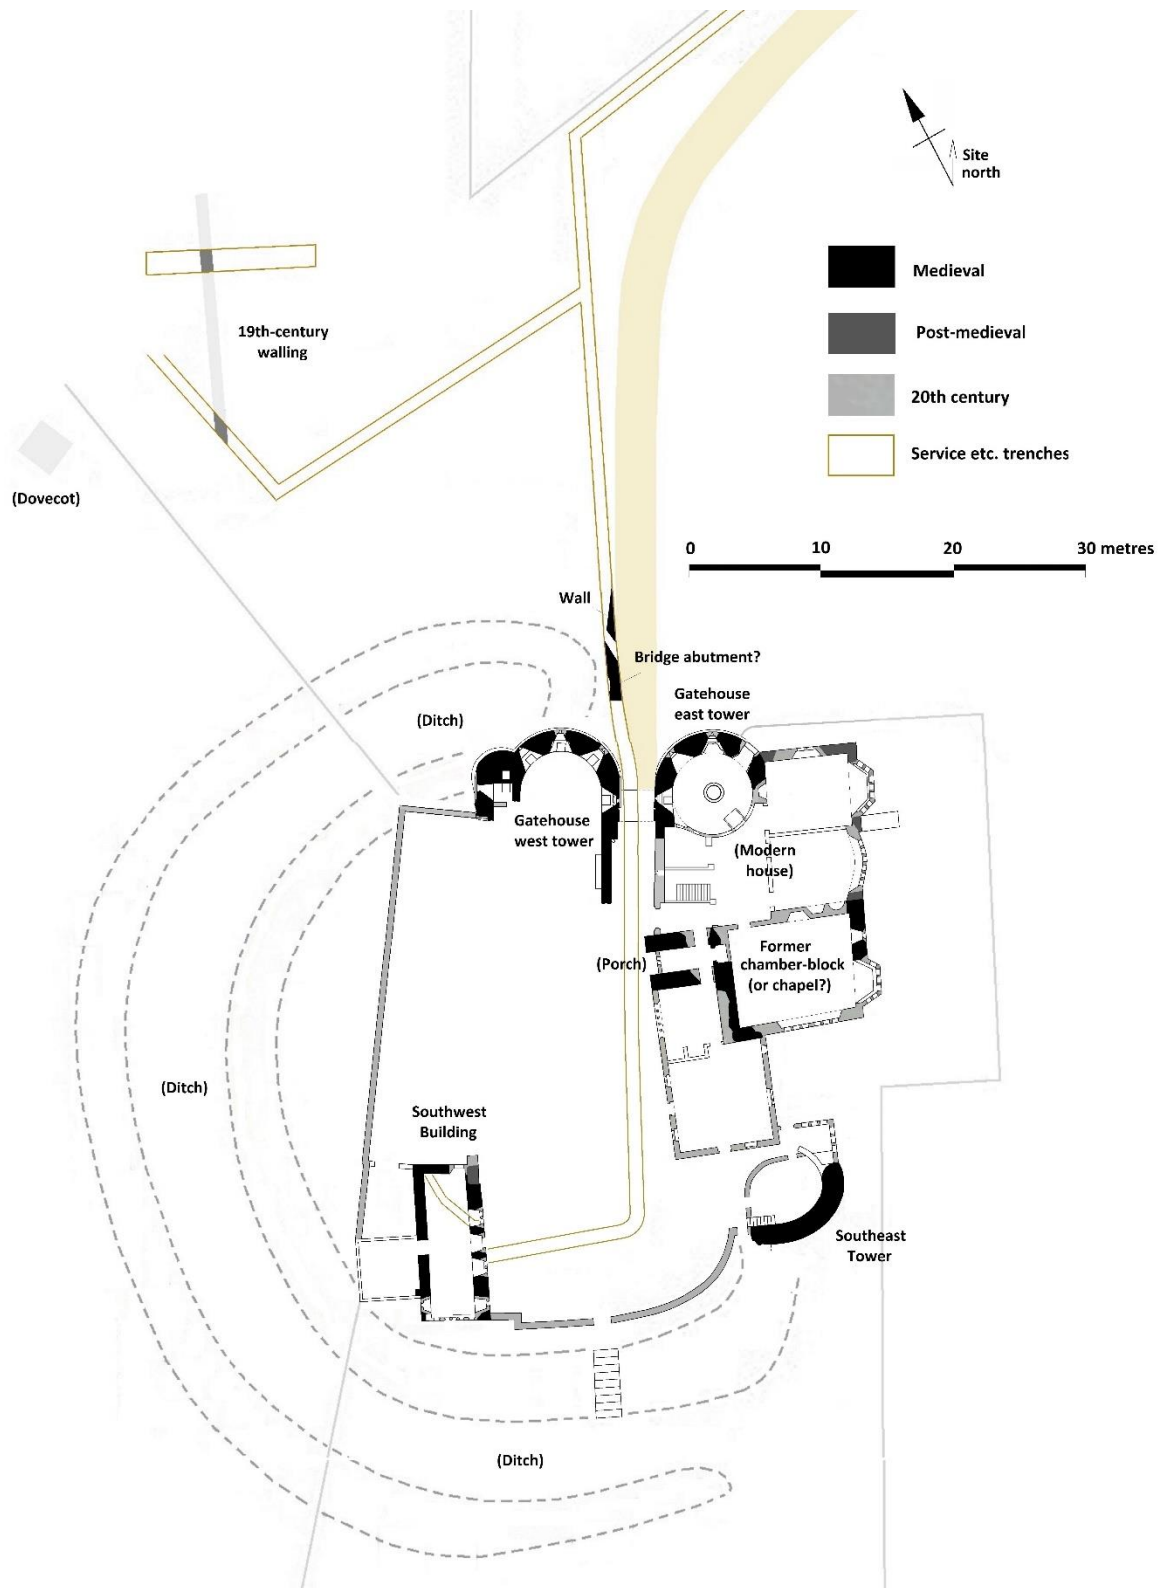 Site
north
Medieval
19th-century
walling
Post-medieval
20th century
Service etc. trenches
(Dovecot)
0 10 20 30 metres
Wall
Bridge abutment?
Gatehouse
east tower
(Ditch)
Gatehouse
west tower
(Modern
house)
Former
chamber-block
(or chapel?)
(Porch)
(Ditch)
Southwest
Building
Southeast
Tower
(Ditch)